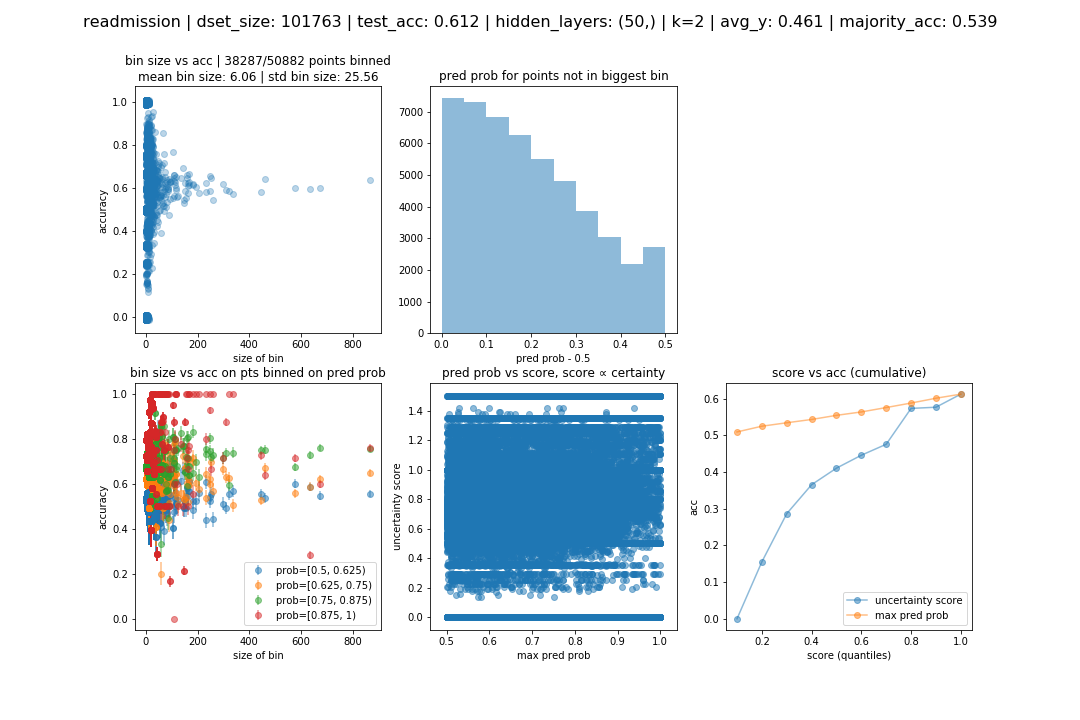 readmission | dset_size: 101763 | test_acc: 0.612 | hidden_layers: (50,) | k=2 | avg_y: 0.461 | majority_acc: 0.539
bin size vs acc | 38287/50882 points binned
mean bin size: 6.06 | std bin size: 25.56
1.0
0.8
0.6
0.4
0.2
0.0
accuracy
0 200 400 600 800
size of bin
pred prob for points not in biggest bin
7000
6000
5000
4000
3000
2000
1000
0
0.0 0.1 0.2 0.3 0.4 0.5
pred prob - 0.5
bin size vs acc on pts binned on pred prob
1.0
0.8
0.6
0.4
0.2
0.0
accuracy
prob=[0.5, 0.625)
prob=[0.625, 0.75)
prob=[0.75, 0.875)
prob=[0.875, 1)
0 200 400 600 800
size of bin
pred prob vs score, score ∝ certainty
1.4
1.2
1.0
0.8
0.6
0.4
0.2
0.0
uncertainty score
0.5 0.6 0.7 0.8 0.9 1.0
max pred prob
score vs acc (cumulative)
0.6
0.5
0.4
0.3
0.2
0.1
0.0
acc
uncertainty score
max pred prob
0.2 0.4 0.6 0.8 1.0
score (quantiles)